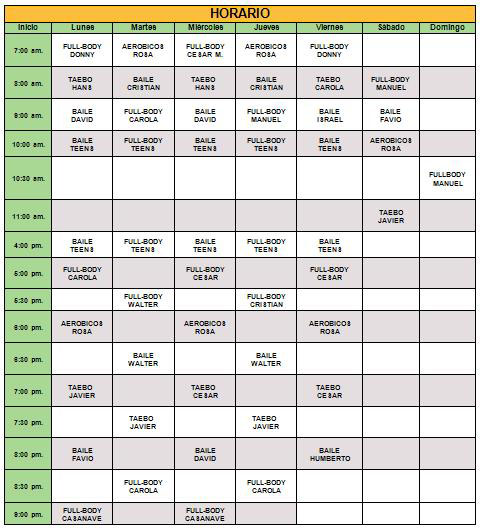 HORARIO
Inicio Lunes Martes Miércoles Jueves Viernes Sábado Domingo
7:00 am. FULL-BODY DONNY AEROBICOS ROSA FULL-BODY CESAR M. AEROBICOS ROSA FULL-BODY DONNY
8:00 am. TAEBO HANS BAILE CRISTIAN TAEBO HANS BAILE CRISTIAN TAEBO CAROLA FULL-BODY MANUEL
9:00 am. BAILE DAVID FULL-BODY CAROLA BAILE DAVID FULL-BODY MANUEL BAILE ISRAEL BAILE FAVIO
10:00 am. BAILE TEENS FULL-BODY TEENS BAILE TEENS FULL-BODY TEENS BAILE TEENS AEROBICOS ROSA
10:30 am. FULLBODY MANUEL
11:00 am. TAEBO JAVIER
4:00 pm. BAILE TEENS FULL-BODY TEENS FULL-BODY TEENS FULL-BODY TEENS BAILE TEENS
5:00 pm. FULL-BODY CAROLA FULL-BODY CESAR FULL-BODY CESAR
5:30 pm. FULL-BODY WALTER FULL-BODY CRISTIAN
6:00 pm. AEROBICOS ROSA AEROBICOS ROSA AEROBICOS ROSA
6:30 pm. BAILE WALTER BAILE WALTER
7:00 pm. TAEBO JAVIER TAEBO CESAR TAEBO CESAR
7:30 pm. TAEBO JAVIER TAEBO JAVIER
8:00 pm. BAILE FAVIO BAILE DAVID BAILE HUMBERTO
8:30 pm. FULL-BODY CAROLA FULL-BODY CAROLA
9:00 pm. FULL-BODY CASANAVE FULL-BODY CASANAVE